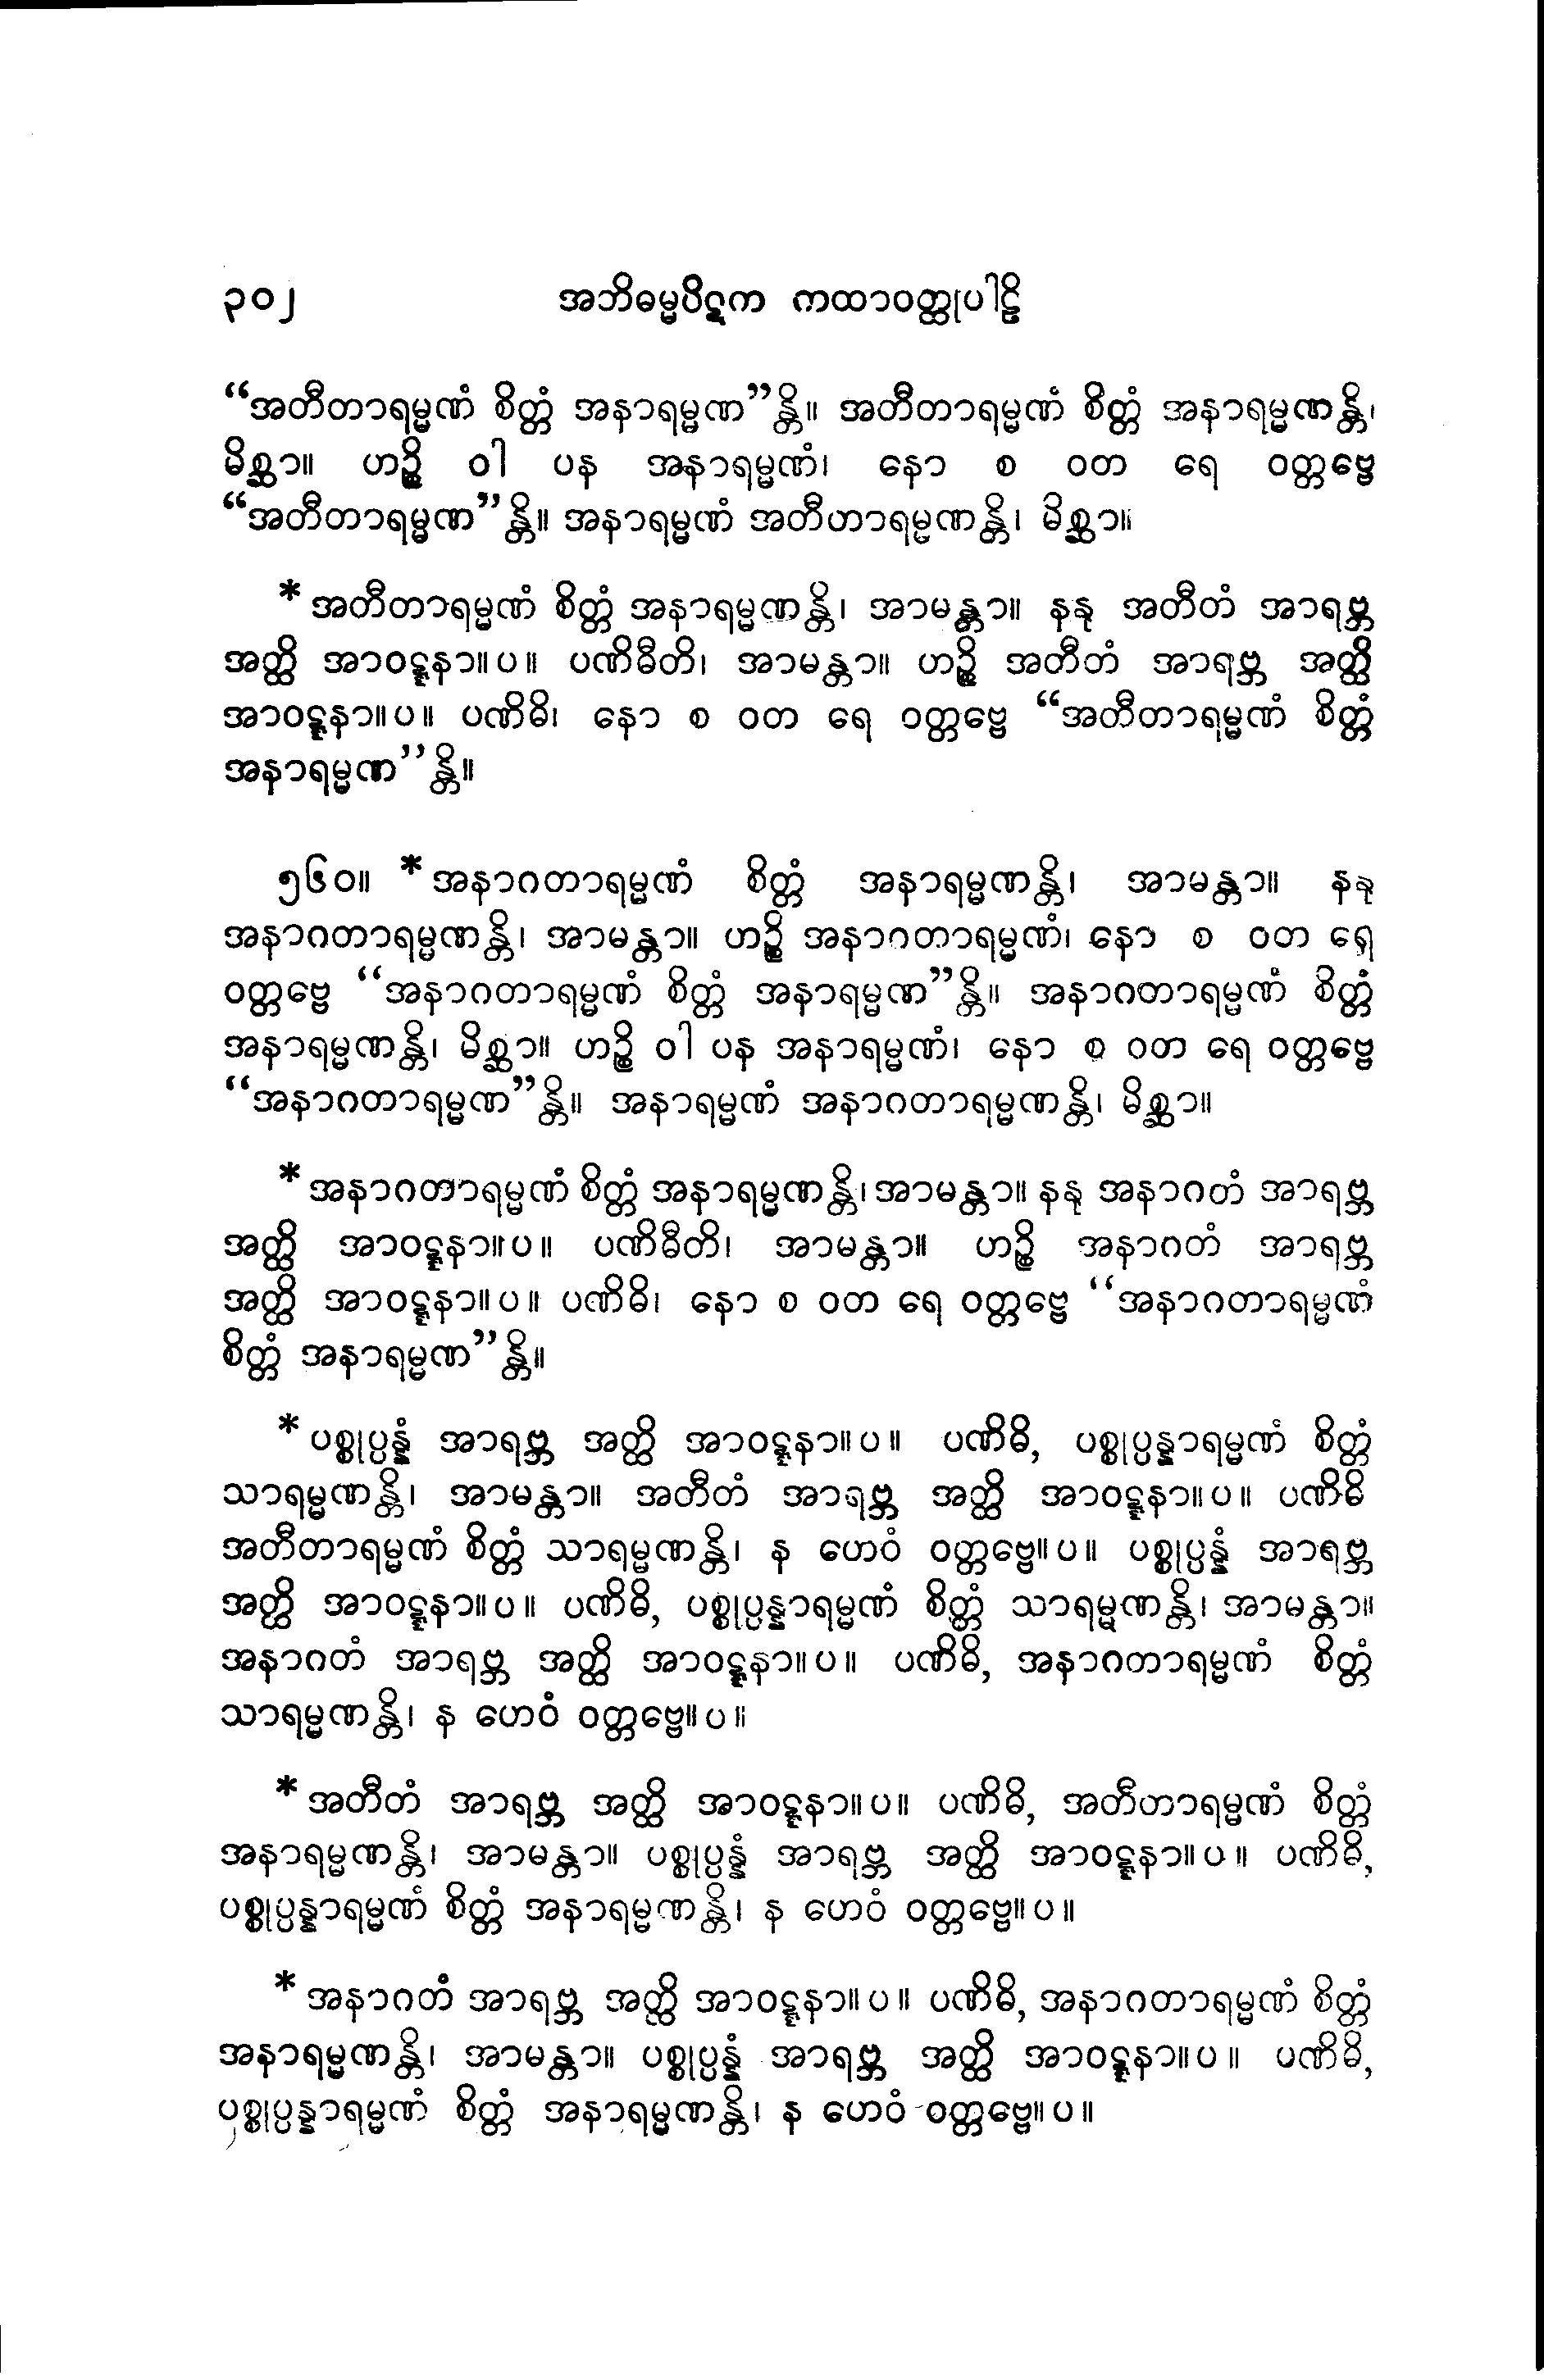 ၃၀၂ အဘိဓမ္မပိဋက ကထာဝတ္ထုပါဠိ
“အတီတာရမ္မဏံ စိတ္တံ အနာရမ္မဏ”န္တိ။ အတီတာရမ္မဏံ စိတ္တံ အနာရမ္မဏန္တိ၊
မိစ္ဆာ။ ဟဉ္စိ ဝါ ပန အနာရမ္မဏံ၊ နော စ ဝတ ရေ ဝတ္တဗ္ဗေ
“အတီတာရမ္မဏ”န္တိ။ အနာရမ္မဏံ အတီတာရမ္မဏန္တိ၊ မိစ္ဆာ။
* အတီတာရမ္မဏံ စိတ္တံ အနာရမ္မဏန္တိ၊ အာမန္တာ။ နနု အတီတံ အာရဗ္ဘ
အတ္ထိ အာဝဋ္ဋနာ။ပ။ ပဏိဓီတိ၊ အာမန္တာ။ ဟဉ္စိ အတီတံ အာရဗ္ဘ အတ္ထိ
အာဝဋ္ဋနာ။ပ။ ပဏိဓိ၊ နော စ ဝတ ရေ ဝတ္တဗ္ဗေ “အတီတာရမ္မဏံ စိတ္တံ
အနာရမ္မဏ”န္တိ။
၅၆၀။ * အနာဂတာရမ္မဏံ စိတ္တံ အနာရမ္မဏန္တိ၊ အာမန္တာ။ နနု
အနာဂတာရမ္မဏန္တိ၊ အာမန္တာ။ ဟဉ္စိ အနာဂတာရမ္မဏံ၊ နော စ ဝတ ရေ
ဝတ္တဗ္ဗေ “အနာဂတာရမ္မဏံ စိတ္တံ အနာရမ္မဏ”န္တိ။ အနာဂတာရမ္မဏံ စိတ္တံ
အနာရမ္မဏန္တိ၊ မိစ္ဆာ။ ဟဉ္စိ ဝါ ပန အနာရမ္မဏံ၊ နော စ ဝတ ရေ ဝတ္တဗ္ဗေ
“အနာဂတာရမ္မဏ”န္တိ။ အနာရမ္မဏံ အနာဂတာရမ္မဏန္တိ၊ မိစ္ဆာ။
* အနာဂတာရမ္မဏံ စိတ္တံ အနာရမ္မဏန္တိ၊ အာမန္တာ။ နနု အနာဂတံ အာရဗ္ဘ
အတ္ထိ အာဝဋ္ဋနာ။ပ။ ပဏိဓီတိ၊ အာမန္တာ။ ဟဉ္စိ အနာဂတံ အာရဗ္ဘ
အတ္ထိ အာဝဋ္ဋနာ။ပ။ ပဏိဓိ၊ နော စ ဝတ ရေ ဝတ္တဗ္ဗေ “အနာဂတာရမ္မဏံ
စိတ္တံ အနာရမ္မဏ”န္တိ။
* ပစ္စုပ္ပန္နံ အာရဗ္ဘ အတ္ထိ အာဝဋ္ဋနာ။ပ။ ပဏိဓိ, ပစ္စုပ္ပန္နာရမ္မဏံ စိတ္တံ
သာရမ္မဏန္တိ၊ အာမန္တာ။ အတီတံ အာရဗ္ဘ အတ္ထိ အာဝဋ္ဋနာ။ပ။ ပဏိဓိ
အတီတာရမ္မဏံ စိတ္တံ သာရမ္မဏန္တိ၊ န ဟေဝံ ဝတ္တဗ္ဗေ။ပ။ ပစ္စုပ္ပန္နံ အာရဗ္ဘ
အတ္ထိ အာဝဋ္ဋနာ။ပ။ ပဏိဓိ, ပစ္စုပ္ပန္နာရမ္မဏံ စိတ္တံ သာရမ္မဏန္တိ၊ အာမန္တာ။
အနာဂတံ အာရဗ္ဘ အတ္ထိ အာဝဋ္ဋနာ။ပ။ ပဏိဓိ, အနာဂတာရမ္မဏံ စိတ္တံ
သာရမ္မဏန္တိ၊ န ဟေဝံ ဝတ္တဗ္ဗေ။ပ။
* အတီတံ အာရဗ္ဘ အတ္ထိ အာဝဋ္ဋနာ။ပ။ ပဏိဓိ, အတီတာရမ္မဏံ စိတ္တံ
အနာရမ္မဏန္တိ၊ အာမန္တာ။ ပစ္စုပ္ပန္နံ အာရဗ္ဘ အတ္ထိ အာဝဋ္ဋနာ။ပ။ ပဏိဓိ,
ပစ္စုပ္ပန္နာရမ္မဏံ စိတ္တံ အနာရမ္မဏန္တိ၊ န ဟေဝံ ဝတ္တဗ္ဗေ။ပ။
* အနာဂတံ အာရဗ္ဘ အတ္ထိ အာဝဋ္ဋနာ။ပ။ ပဏိဓိ, အနာဂတာရမ္မဏံ စိတ္တံ
အနာရမ္မဏန္တိ၊ အာမန္တာ။ ပစ္စုပ္ပန္နံ အာရဗ္ဘ အတ္ထိ အာဝဋ္ဋနာ။ပ။ ပဏိဓိ,
ပစ္စုပ္ပန္နာရမ္မဏံ စိတ္တံ အနာရမ္မဏန္တိ၊ န ဟေဝံ ဝတ္တဗ္ဗေ။ပ။